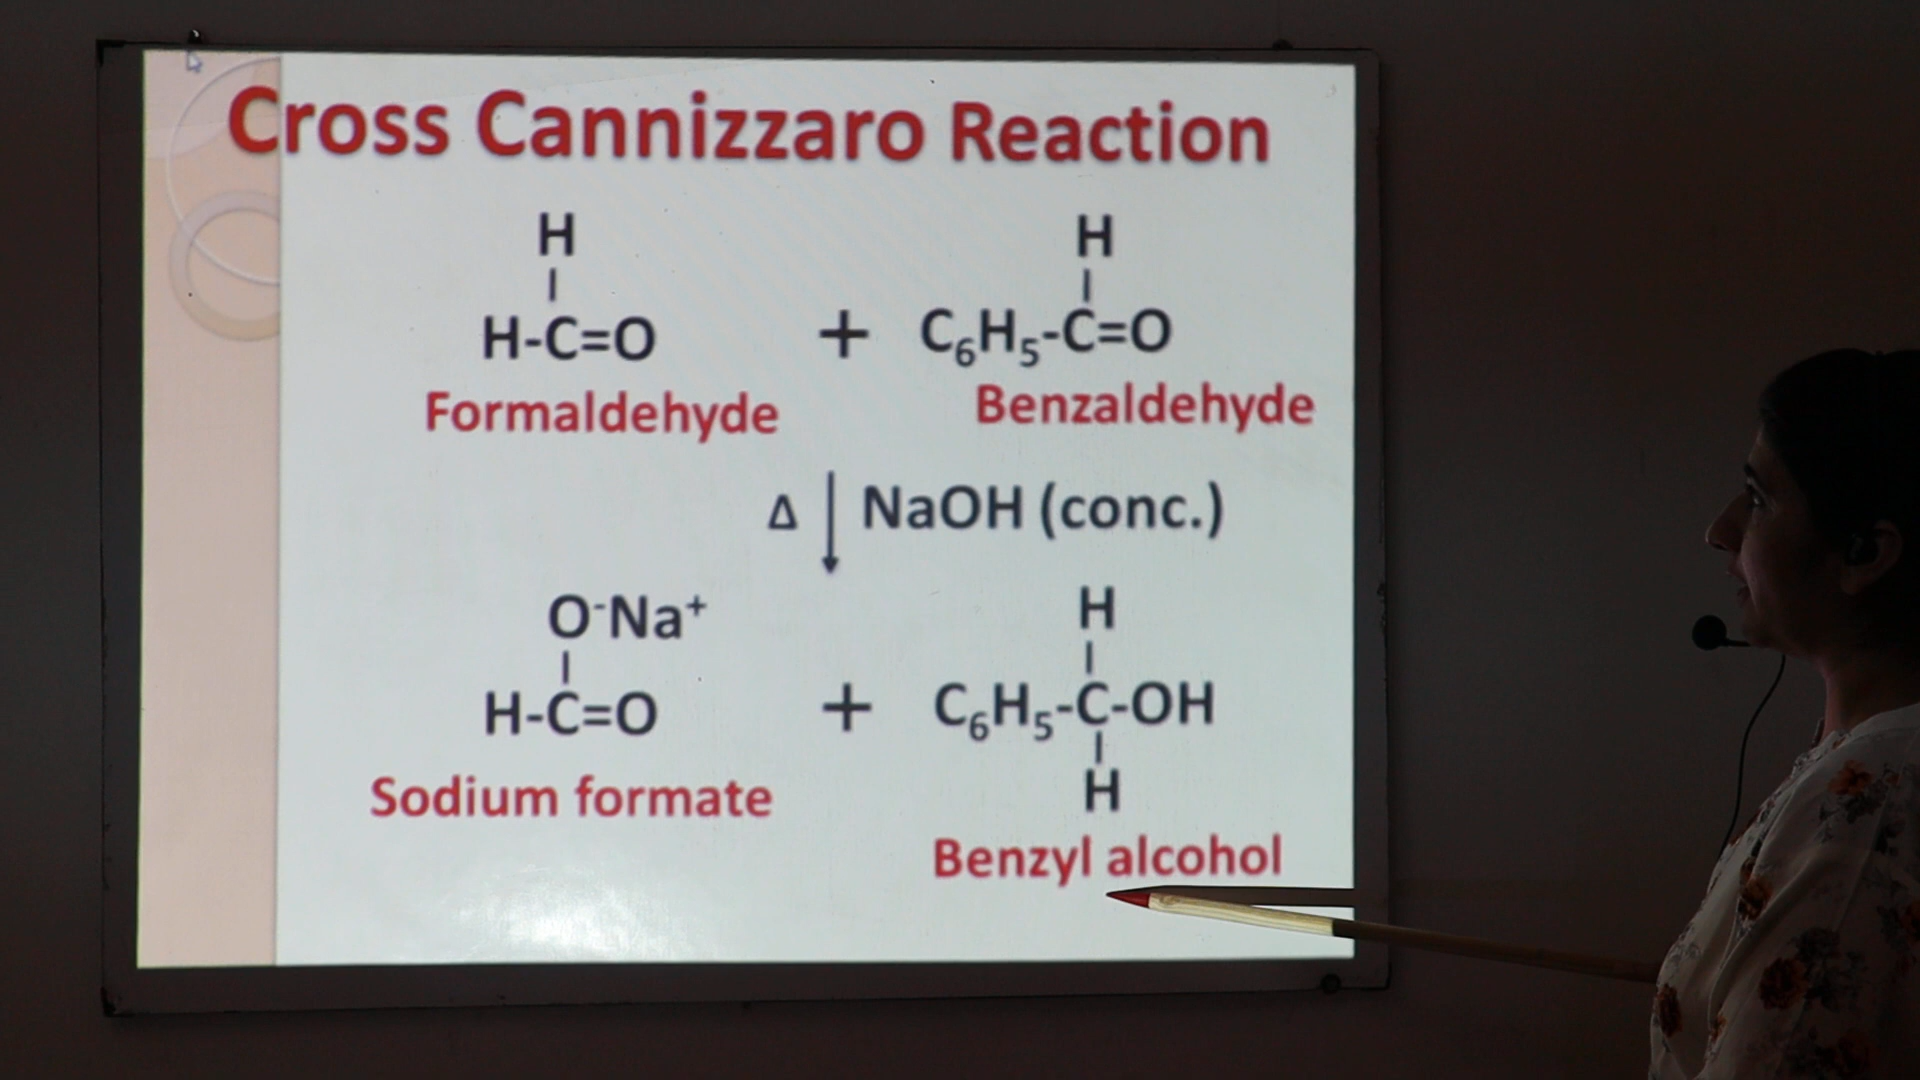 Cross Cannizzaro Reaction
H H
H-C=O + C₆H₅-C=O
Formaldehyde Benzaldehyde
Δ NaOH (conc.)
O⁻Na⁺ H
H-C=O + C₆H₅-C-OH
H
Sodium formate
Benzyl alcohol